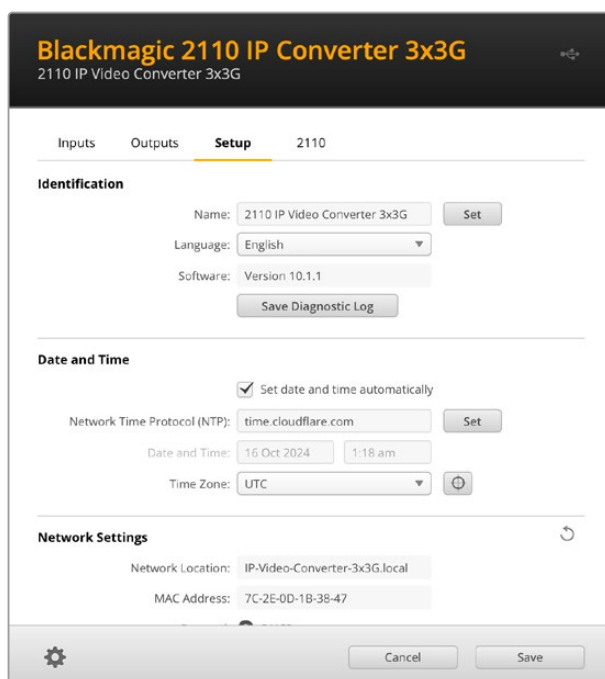 Blackmagic 2110 IP Converter 3x3G
2110 IP Video Converter 3x3G
Inputs Outputs Setup 2110
Identification
Name: 2110 IP Video Converter 3x3G Set
Language: English
Software: Version 10.1.1
Save Diagnostic Log
Date and Time
Set date and time automatically
Network Time Protocol (NTP): time.cloudflare.com Set
Date and Time: 16 Oct 2024 1:18 am
Time Zone: UTC
Network Settings
Network Location: IP-Video-Converter-3x3G.local
MAC Address: 7C-2E-0D-1B-38-47
Cancel Save